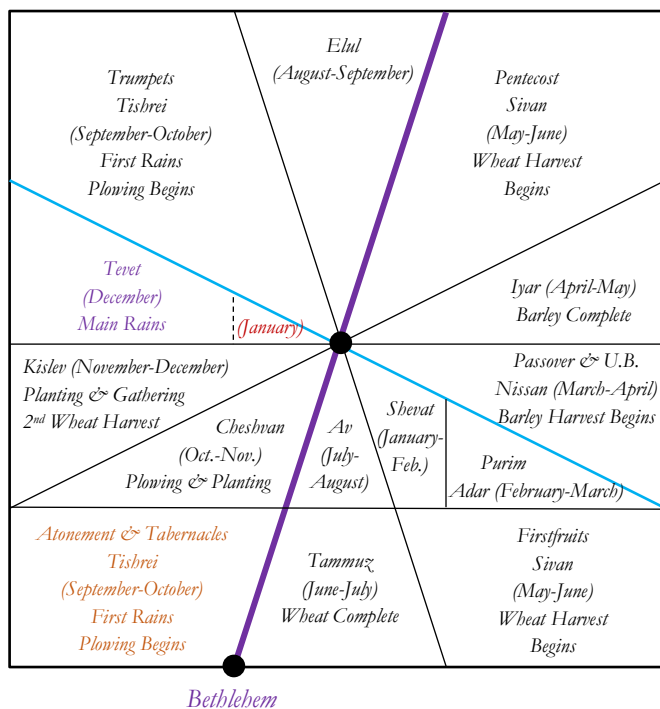 Elul
(August-September)
Trumpets
Tishrei
(September-October)
First Rains
Plowing Begins
Pentecost
Sivan
(May-June)
Wheat Harvest
Begins
Tevet
(December)
Main Rains
(January)
Iyar (April-May)
Barley Complete
Kislev (November-December)
Planting & Gathering
2nd Wheat Harvest
Passover & U.B.
Nissan (March-April)
Barley Harvest Begins
Cheshvan
(Oct.-Nov.)
Plowing & Planting
Av
(July-
August)
Shevat
(January-
Feb.)
Purim
Adar (February-March)
Atonement & Tabernacles
Tishrei
(September-October)
First Rains
Plowing Begins
Tammuz
(June-July)
Wheat Complete
Firstfruits
Sivan
(May-June)
Wheat Harvest
Begins
Bethlehem